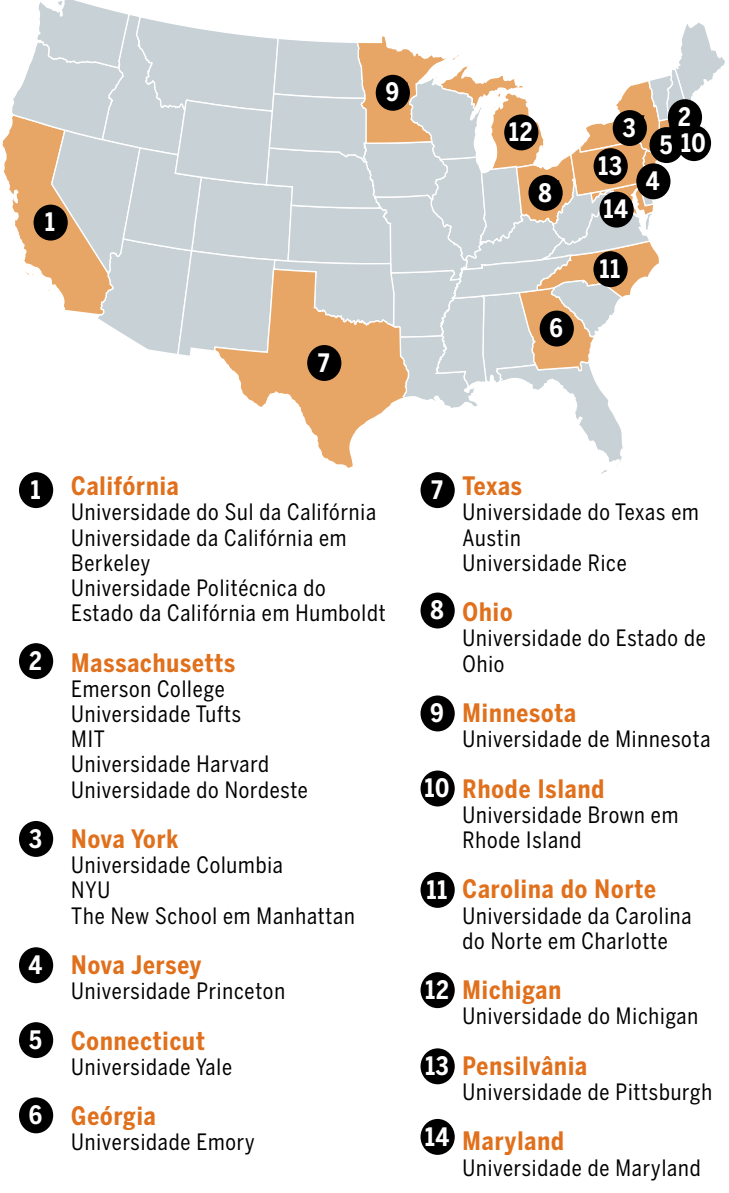 9
12
3
2
5
10
13
4
8
14
1
11
6
7
1 Califórnia
Universidade do Sul da Califórnia
Universidade da Califórnia em
Berkeley
Universidade Politécnica do
Estado da Califórnia em Humboldt
2 Massachusetts
Emerson College
Universidade Tufts
MIT
Universidade Harvard
Universidade do Nordeste
3 Nova York
Universidade Columbia
NYU
The New School em Manhattan
4 Nova Jersey
Universidade Princeton
5 Connecticut
Universidade Yale
6 Geórgia
Universidade Emory
7 Texas
Universidade do Texas em
Austin
Universidade Rice
8 Ohio
Universidade do Estado de
Ohio
9 Minnesota
Universidade de Minnesota
10 Rhode Island
Universidade Brown em
Rhode Island
11 Carolina do Norte
Universidade da Carolina
do Norte em Charlotte
12 Michigan
Universidade do Michigan
13 Pensilvânia
Universidade de Pittsburgh
14 Maryland
Universidade de Maryland